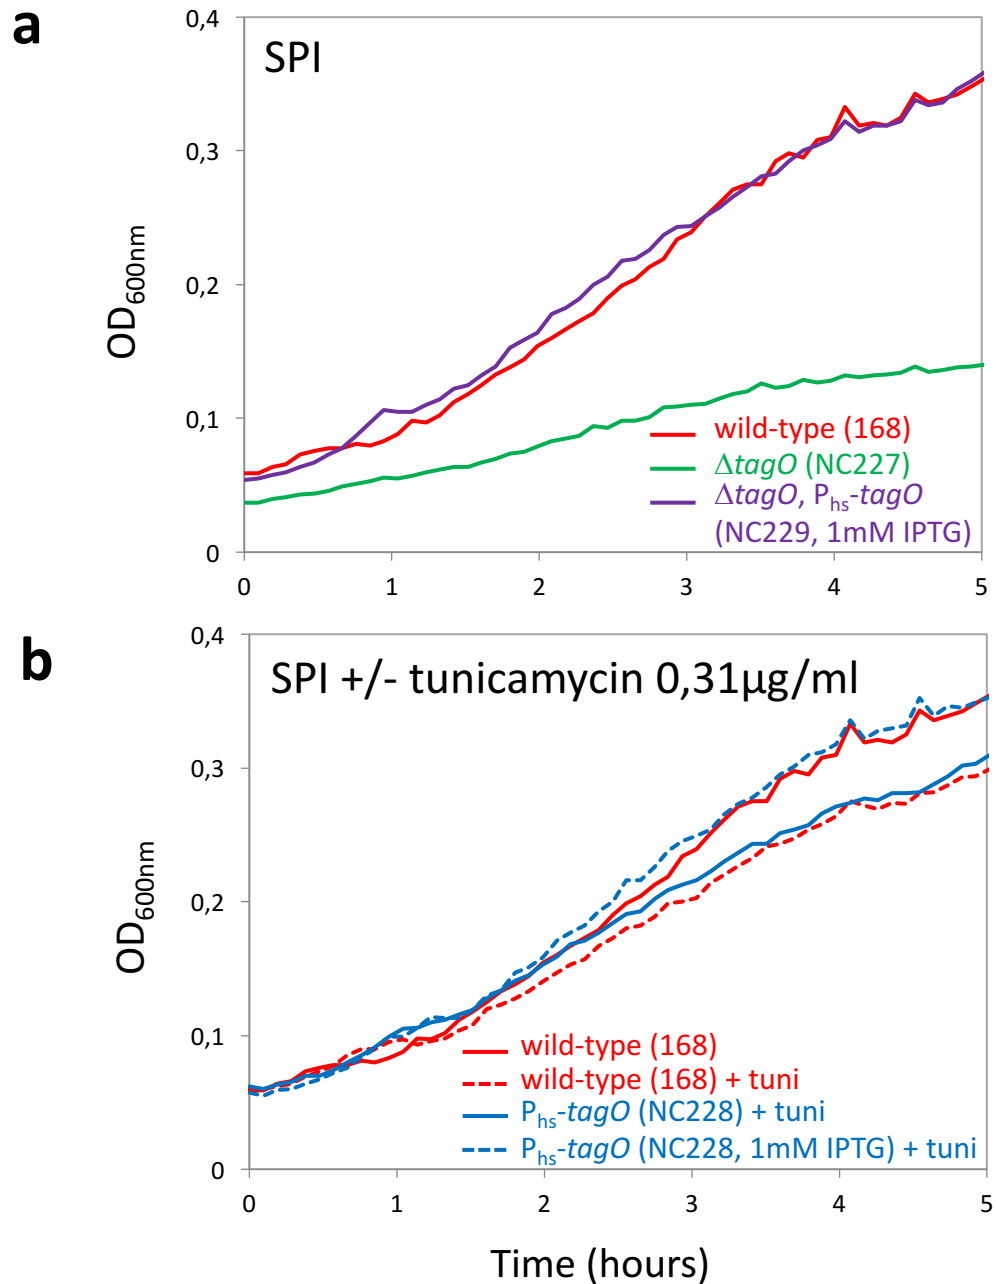 a
0,4
SPI
0,3
0,2
OD600nm
0,1
wild-type (168)
ΔtagO (NC227)
ΔtagO, Phs-tagO
(NC229, 1mM IPTG)
0
0 1 2 3 4 5
b
0,4
SPI +/- tunicamycin 0,31µg/ml
0,3
0,2
OD600nm
0,1
wild-type (168)
wild-type (168) + tuni
Phs-tagO (NC228) + tuni
Phs-tagO (NC228, 1mM IPTG) + tuni
0
0 1 2 3 4 5
Time (hours)